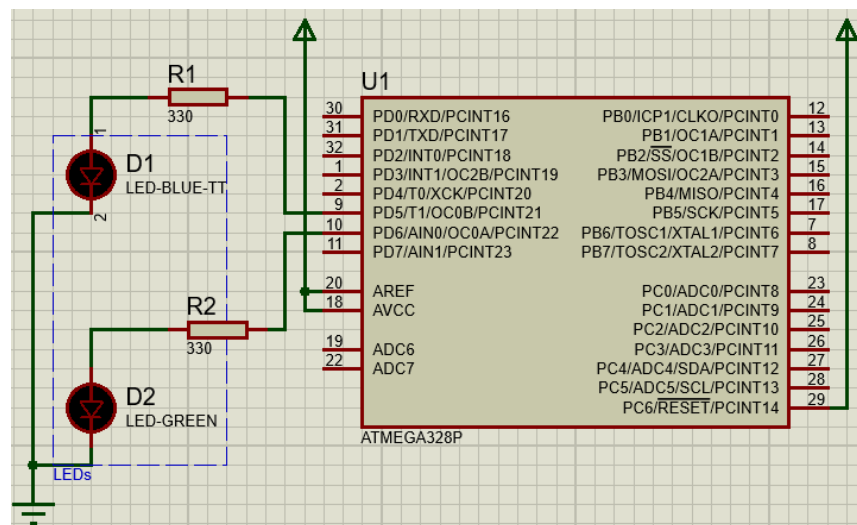 R1
330
1
D1
LED-BLUE-TT
2
R2
330
D2
LED-GREEN
LEDs
U1
30 PD0/RXD/PCINT16
31 PD1/TXD/PCINT17
32 PD2/INT0/PCINT18
1 PD3/INT1/OC2B/PCINT19
2 PD4/T0/XCK/PCINT20
9 PD5/T1/OC0B/PCINT21
10 PD6/AIN0/OC0A/PCINT22
11 PD7/AIN1/PCINT23
20 AREF
18 AVCC
19 ADC6
22 ADC7
PB0/ICP1/CLKO/PCINT0 12
PB1/OC1A/PCINT1 13
PB2/SS/OC1B/PCINT2 14
PB3/MOSI/OC2A/PCINT3 15
PB4/MISO/PCINT4 16
PB5/SCK/PCINT5 17
PB6/TOSC1/XTAL1/PCINT6 7
PB7/TOSC2/XTAL2/PCINT7 8
PC0/ADC0/PCINT8 23
PC1/ADC1/PCINT9 24
PC2/ADC2/PCINT10 25
PC3/ADC3/PCINT11 26
PC4/ADC4/SDA/PCINT12 27
PC5/ADC5/SCL/PCINT13 28
PC6/RESET/PCINT14 29
ATMEGA328P